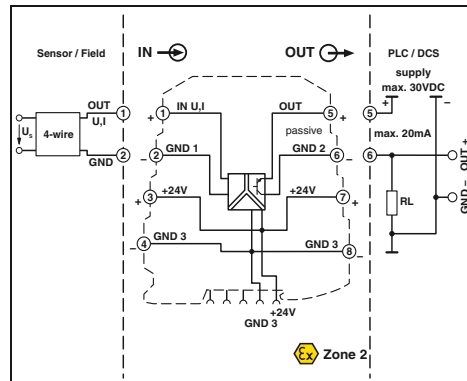 Sensor / Field
IN
OUT
PLC / DCS
supply
max. 30VDC
+
–
OUT
U,I
1
+
1
IN U,I
OUT
5
+
5
passive
max. 20mA
Us
4-wire
GND
2
–
2
GND 1
GND 2
6
–
6
OUT +
+
3
+24V
+24V
7
+
RL
GND –
–
4
GND 3
GND 3
8
–
+24V
GND 3
Ex
Zone 2